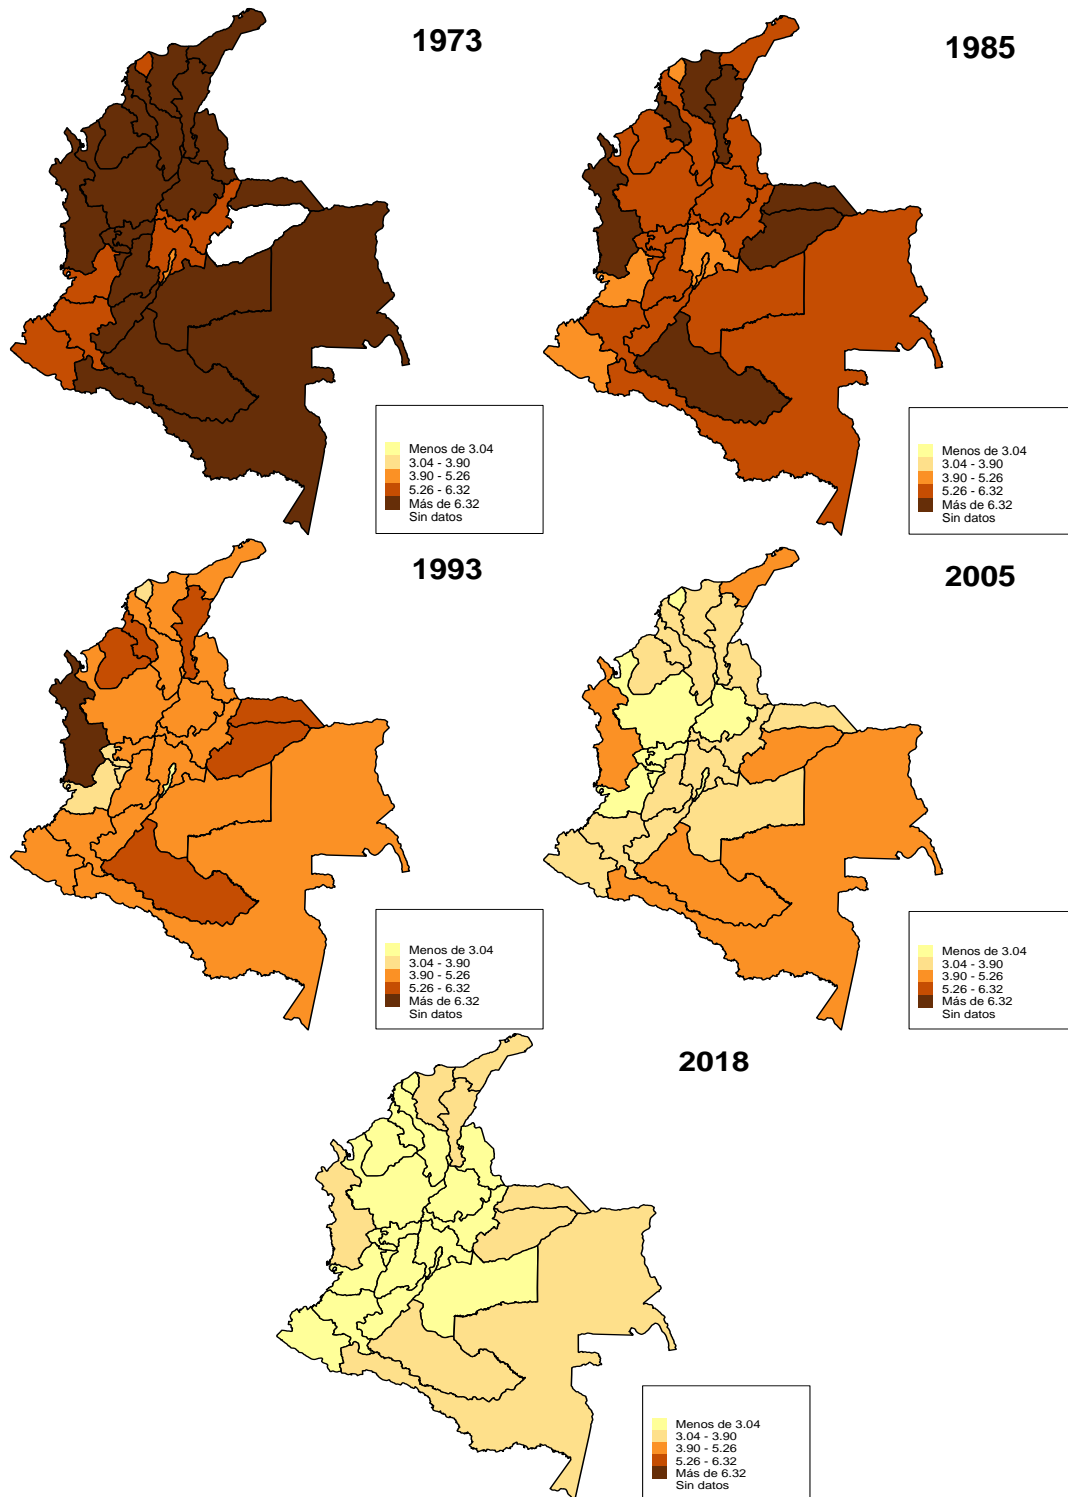 1973
Menos de 3.04
3.04 - 3.90
3.90 - 5.26
5.26 - 6.32
Más de 6.32
Sin datos
1985
Menos de 3.04
3.04 - 3.90
3.90 - 5.26
5.26 - 6.32
Más de 6.32
Sin datos
1993
Menos de 3.04
3.04 - 3.90
3.90 - 5.26
5.26 - 6.32
Más de 6.32
Sin datos
2005
Menos de 3.04
3.04 - 3.90
3.90 - 5.26
5.26 - 6.32
Más de 6.32
Sin datos
2018
Menos de 3.04
3.04 - 3.90
3.90 - 5.26
5.26 - 6.32
Más de 6.32
Sin datos